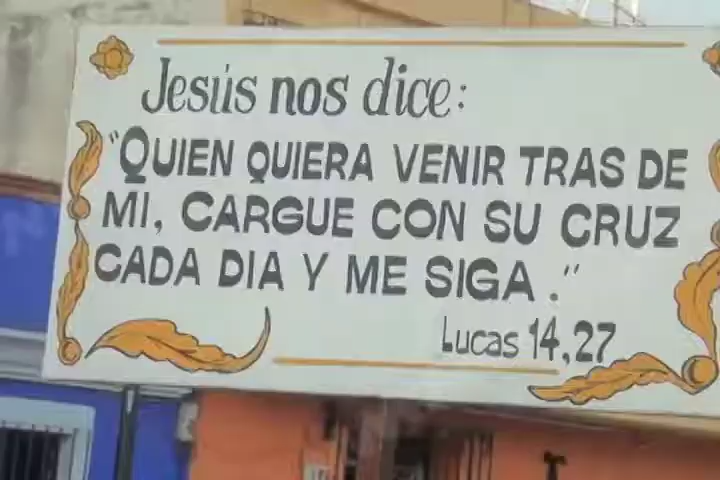 Jesús nos dice:
"QUIEN QUIERA VENIR TRAS DE
MI, CARGUE CON SU CRUZ
CADA DIA Y ME SIGA."
Lucas 14,27